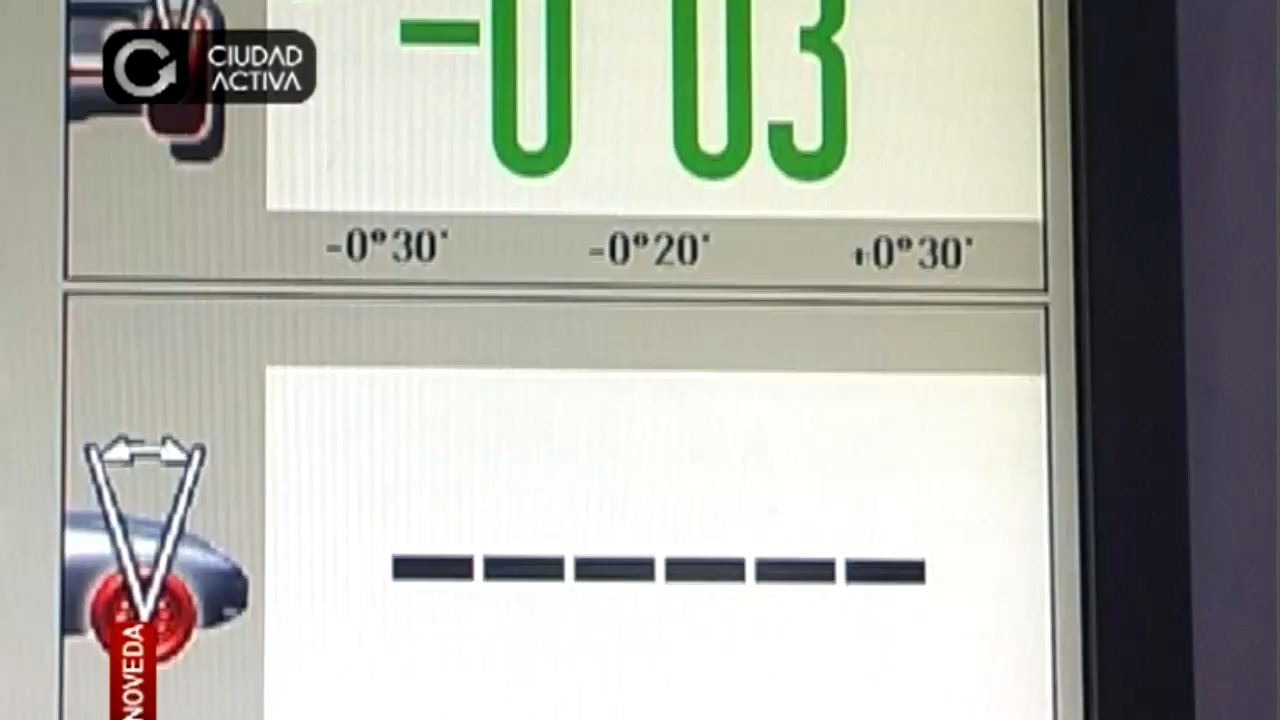 CIUDAD
ACTIVA
-0 03
-0°30' -0°20' +0°30'
------
NOVEDA